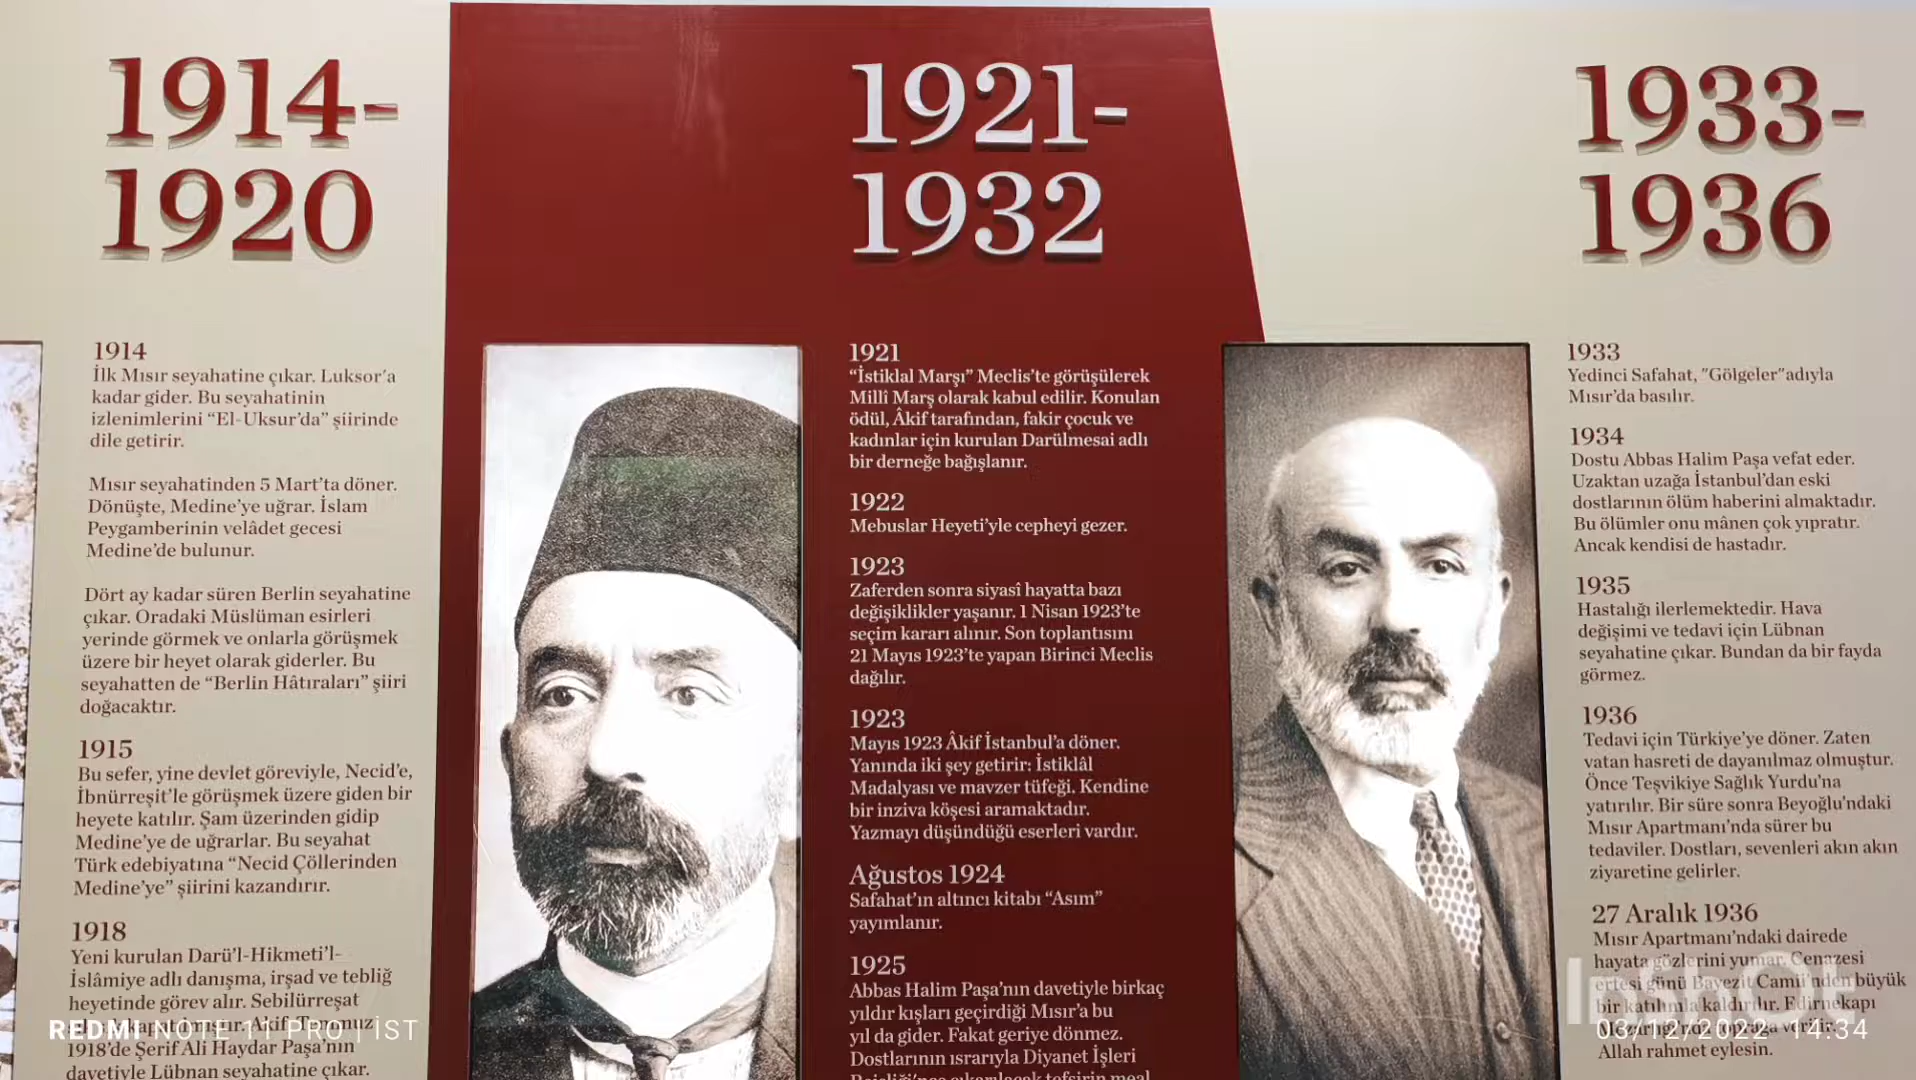 1914-
1920
1914
İlk Mısır seyahatine çıkar. Luksor'a
kadar gider. Bu seyahatinin
izlenimlerini “El-Uksur’da” şiirinde
dile getirir.
Mısır seyahatinden 5 Mart’ta döner.
Dönüşte, Medine’ye uğrar. İslam
Peygamberinin velâdet gecesi
Medine’de bulunur.
Dört ay kadar süren Berlin seyahatine
çıkar. Oradaki Müslüman esirleri
yerinde görmek ve onlarla görüşmek
üzere bir heyet olarak giderler. Bu
seyahatten de “Berlin Hâtıraları” şiiri
doğacaktır.
1915
Bu sefer, yine devlet göreviyle, Necid’e,
İbnürreşit’le görüşmek üzere giden bir
heyete katılır. Şam üzerinden gidip
Medine’ye de uğrarlar. Bu seyahat
Türk edebiyatına “Necid Çöllerinden
Medine’ye” şiirini kazandırır.
1918
Yeni kurulan Darü’l-Hikmeti’l-
İslâmiye adlı danışma, irşad ve tebliğ
heyetinde görev alır. Sebilürreşat
Temmuz
1918’de Şerif Ali Haydar Paşa’nın
davetiyle Lübnan seyahatine çıkar.
1921-
1932
1921
“İstiklal Marşı” Meclis’te görüşülerek
Millî Marş olarak kabul edilir. Konulan
ödül, Âkif tarafından, fakir çocuk ve
kadınlar için kurulan Darülmesai adlı
bir derneğe bağışlanır.
1922
Mebuslar Heyeti’yle cepheyi gezer.
1923
Zaferden sonra siyasî hayatta bazı
değişiklikler yaşanır. 1 Nisan 1923’te
seçim kararı alınır. Son toplantısını
21 Mayıs 1923’te yapan Birinci Meclis
dağılır.
1923
Mayıs 1923 Âkif İstanbul’a döner.
Yanında iki şey getirir: İstiklâl
Madalyası ve mavzer tüfeği. Kendine
bir inziva köşesi aramaktadır.
Yazmayı düşündüğü eserleri vardır.
Ağustos 1924
Safahat’ın altıncı kitabı “Asım”
yayımlanır.
1925
Abbas Halim Paşa’nın davetiyle birkaç
yıldır kışları geçirdiği Mısır’a bu
yıl da gider. Fakat geriye dönmez.
Dostlarının ısrarıyla Diyanet İşleri
1933-
1936
1933
Yedinci Safahat, "Gölgeler"adıyla
Mısır’da basılır.
1934
Dostu Abbas Halim Paşa vefat eder.
Uzaktan uzağa İstanbul’dan eski
dostlarının ölüm haberini almaktadır.
Bu ölümler onu mânen çok yıpratır.
Ancak kendisi de hastadır.
1935
Hastalığı ilerlemektedir. Hava
değişimi ve tedavi için Lübnan
seyahatine çıkar. Bundan da bir fayda
görmez.
1936
Tedavi için Türkiye’ye döner. Zaten
vatan hasreti de dayanılmaz olmuştur.
Önce Teşvikiye Sağlık Yurdu’na
yatırılır. Bir süre sonra Beyoğlu’ndaki
Mısır Apartmanı’nda sürer bu
tedaviler. Dostları, sevenleri akın akın
ziyaretine gelirler.
27 Aralık 1936
Mısır Apartmanı’ndaki dairede
hayata gözlerini yumar. Cenazesi
ertesi günü Bayezit Camii’nden büyük
bir katılımla kaldırılır. Edirnekapı
Allah rahmet eylesin.
REDMI NOTE 11 PRO | İST
03/12/2022 14:34